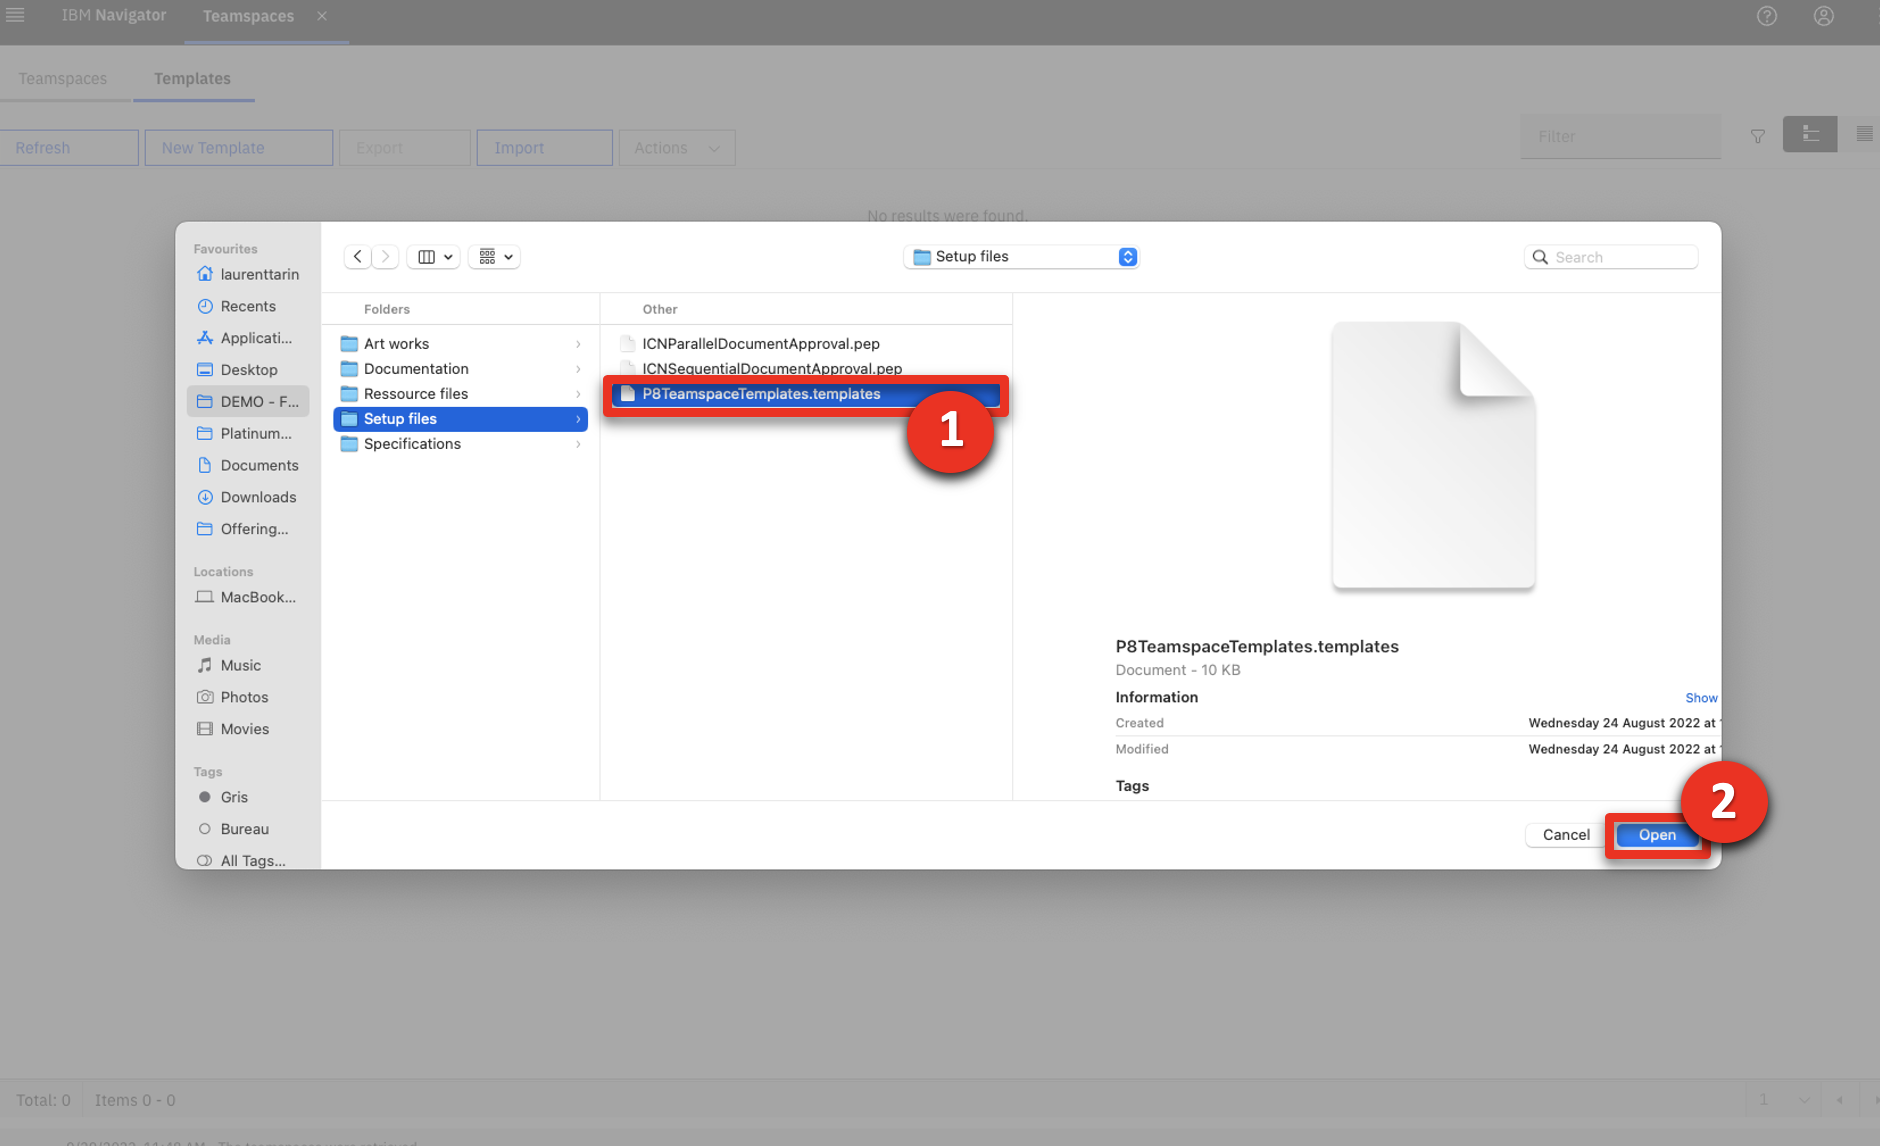 IBM Navigator
Teamspaces
Teamspaces
Templates
Refresh
New Template
Export
Import
Actions
Filter
No results were found.
Favourites
laurenttarin
Recents
Applicati...
Desktop
DEMO - F...
Platinum...
Documents
Downloads
Offering...
Locations
MacBook...
Media
Music
Photos
Movies
Tags
Gris
Bureau
All Tags...
Setup files
Search
Folders
Art works
Documentation
Ressource files
Setup files
Specifications
Other
ICNParallelDocumentApproval.pep
ICNSequentialDocumentApproval.pep
P8TeamspaceTemplates.templates
1
P8TeamspaceTemplates.templates
Document - 10 KB
Information
Show
Created
Wednesday 24 August 2022 at
Modified
Wednesday 24 August 2022 at
Tags
2
Cancel
Open
Total: 0
Items 0 - 0
1
The teamspaces were retrieved